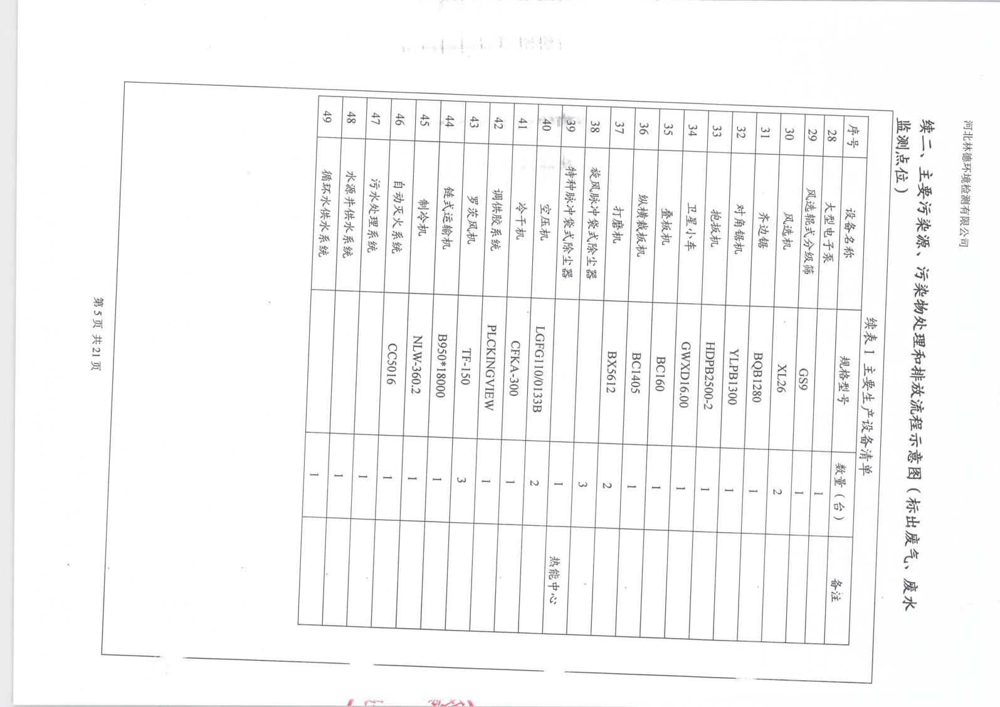 河北林德环境检测有限公司
续二、主要污染源、污染物处理和排放流程示意图（标出废气、废水
监测点位）
续表 1 主要生产设备清单
序号 设备名称 规格型号 数量（台） 备注
28 大型电子泵 1
29 风选辊式分级筛 GS9 1
30 风选机 XL26 2
31 齐边锯 BQB1280 1
32 对角锯机 YLPB1300 1
33 抱扳机 HDPB2500-2 1
34 卫星小车 GWXD16.00 1
35 叠板机 BC160 1
36 纵横裁板机 BC1405 1
37 打磨机 BX5612 2
38 旋风脉冲袋式除尘器 3
39 特种脉冲袋式除尘器 1 热能中心
40 空压机 LGFG110/0133B 2
41 冷干机 CFKA-300 1
42 调供胶系统 PLCKINGVIEW 1
43 罗茨风机 TF-150 3
44 链式运输机 B950*18000 1
45 制冷机 NLW-360.2 1
46 自动灭火系统 CC5016 1
47 污水处理系统 1
48 水源井供水系统 1
49 循环水供水系统 1
第 5 页 共 21 页